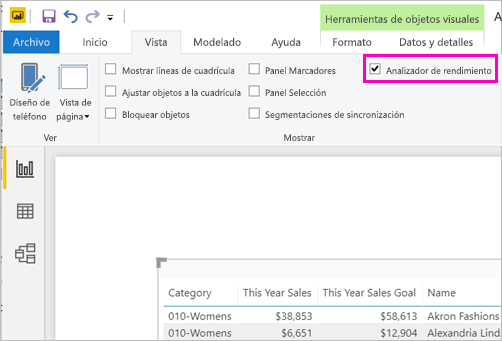 Herramientas de objetos visuales
Archivo Inicio Vista Modelado Ayuda Formato Datos y detalles
Mostrar líneas de cuadrícula Panel Marcadores Analizador de rendimiento
Ajustar objetos a la cuadrícula Panel Selección
Bloquear objetos Segmentaciones de sincronización
Diseño de teléfono
Vista de página
Ver Mostrar
Category This Year Sales This Year Sales Goal Name
010-Womens $38,853 $58,613 Akron Fashions
010-Womens $6,651 $12,904 Alexandria Lind